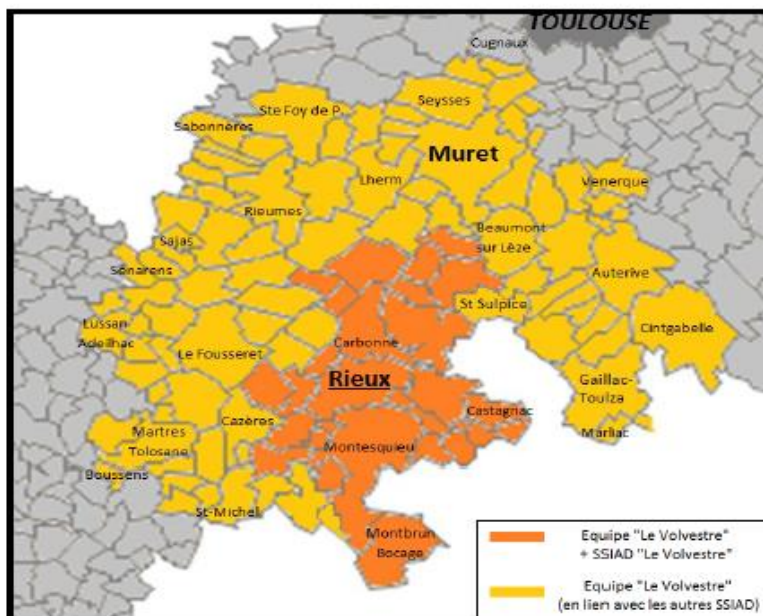 TOULOUSE
Cugnaux
Seysses
Ste Foy de P.
Sabonnères
Muret
Lherm
Venerque
Rieumes
Beaumont
sur Lèze
Sajas
Sénarens
Auterive
St Sulpice
Lussan
Adeilhac
Cintgabelle
Carbonne
Le Fousseret
Rieux
Gaillac-
Toulza
Castagnac
Cazères
Marliac
Martres
Tolosane
Montesquieu
Boussens
St-Michel
Montbrun
Bocage
Equipe "Le Volvestre"
+ SSIAD "Le Volvestre"
Equipe "Le Volvestre"
(en lien avec les autres SSIAD)